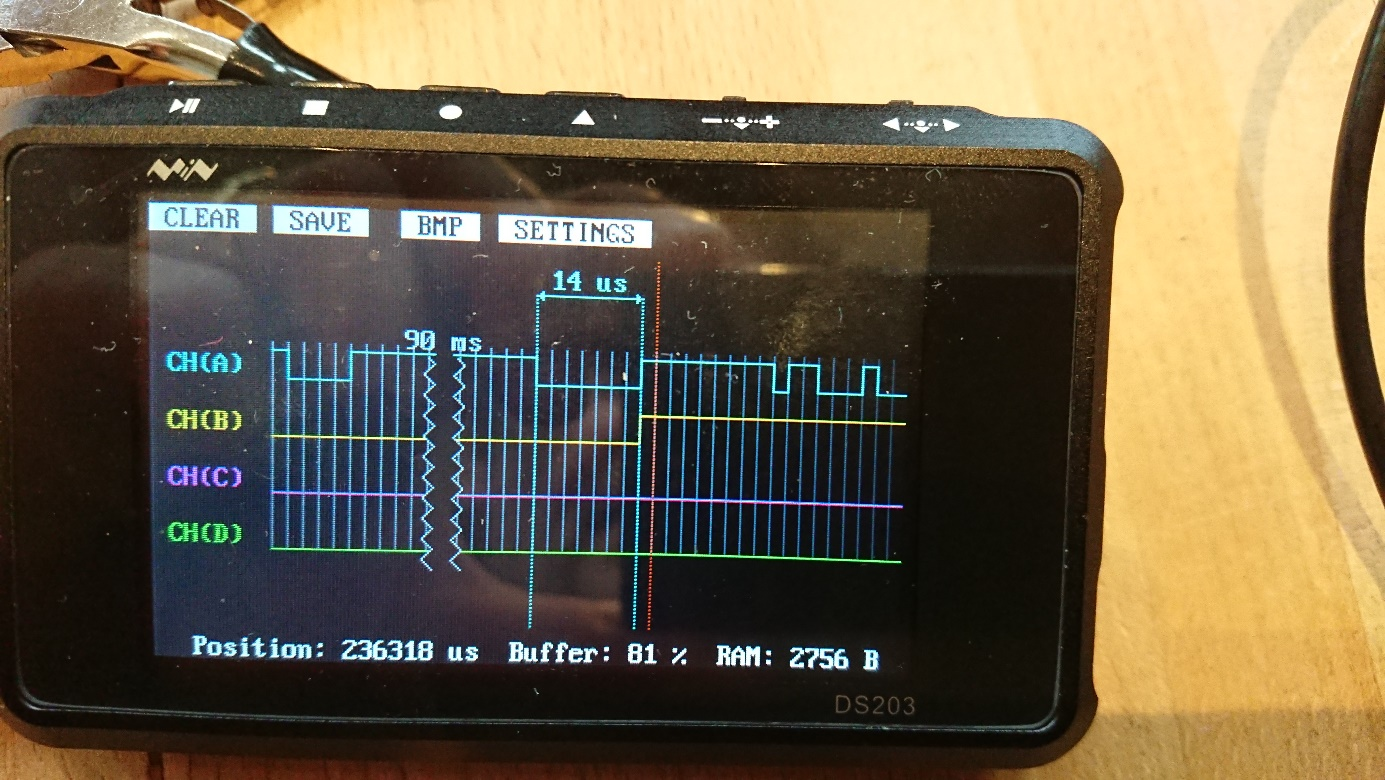 MiN
CLEAR SAVE BMP SETTINGS
14 us
90 ms
CH(A)
CH(B)
CH(C)
CH(D)
Position: 236318 us Buffer: 81 % RAM: 2756 B
DS203